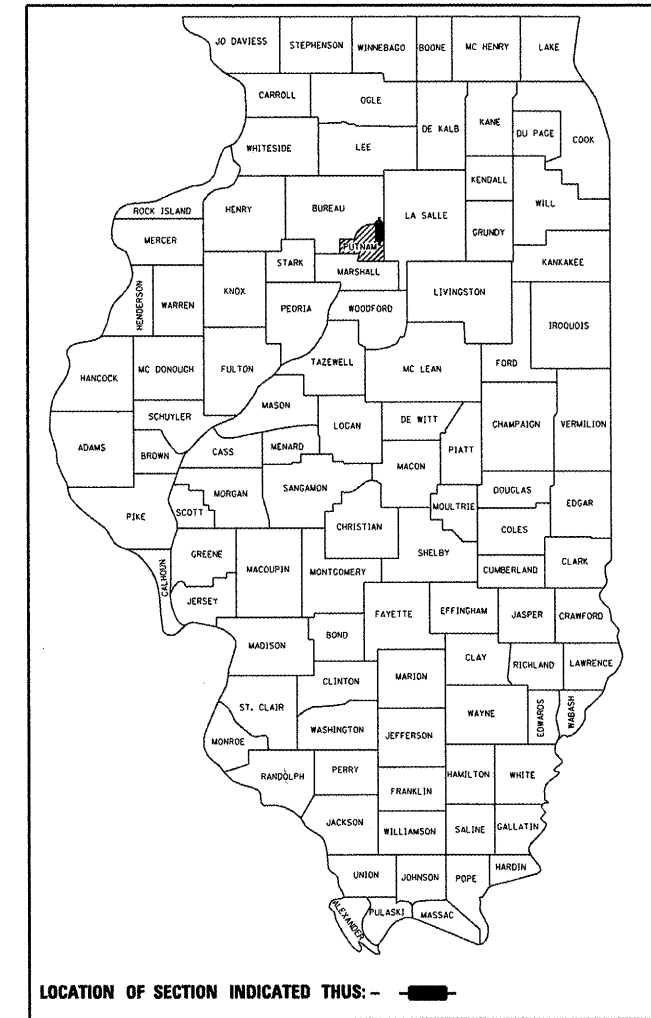 JO DAVIESS STEPHENSON WINNEBAGO BOONE MC HENRY LAKE
CARROLL OGLE DE KALB KANE DU PAGE COOK
WHITESIDE LEE
KENDALL WILL
ROCK ISLAND HENRY BUREAU LA SALLE GRUNDY
MERCER PUTNAM
STARK MARSHALL KANKAKEE
HENDERSON WARREN KNOX PEORIA WOODFORD LIVINGSTON IROQUOIS
HANCOCK MC DONOUGH FULTON TAZEWELL MC LEAN FORD
MASON
SCHUYLER LOGAN DE WITT CHAMPAIGN VERMILION
ADAMS BROWN CASS MENARD MACON PIATT
PIKE SCOTT MORGAN SANGAMON MOULTRIE DOUGLAS EDGAR
CHRISTIAN COLES
CALHOUN GREENE MACOUPIN MONTGOMERY SHELBY CUMBERLAND CLARK
JERSEY FAYETTE EFFINGHAM JASPER CRAWFORD
MADISON BOND
CLINTON MARION CLAY RICHLAND LAWRENCE
ST. CLAIR WAYNE EDWARDS WABASH
MONROE WASHINGTON JEFFERSON
RANDOLPH PERRY FRANKLIN HAMILTON WHITE
JACKSON WILLIAMSON SALINE GALLATIN
UNION JOHNSON POPE HARDIN
ALEXANDER PULASKI MASSAC
LOCATION OF SECTION INDICATED THUS: -